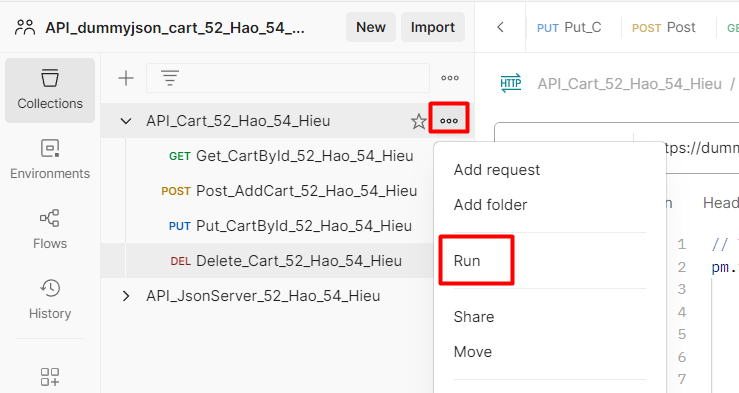 API_dummyjson_cart_52_Hao_54_...
New
Import
PUT Put_C
POST Post
GE
Collections
HTTP
API_Cart_52_Hao_54_Hieu /
API_Cart_52_Hao_54_Hieu
GET Get_CartById_52_Hao_54_Hieu
Add request
ttps://dumm
Environments
POST Post_AddCart_52_Hao_54_Hieu
Add folder
Head
PUT Put_CartById_52_Hao_54_Hieu
Flows
DEL Delete_Cart_52_Hao_54_Hieu
Run
1 //
2 pm.
3
4
5
6
7
API_JsonServer_52_Hao_54_Hieu
History
Share
Move